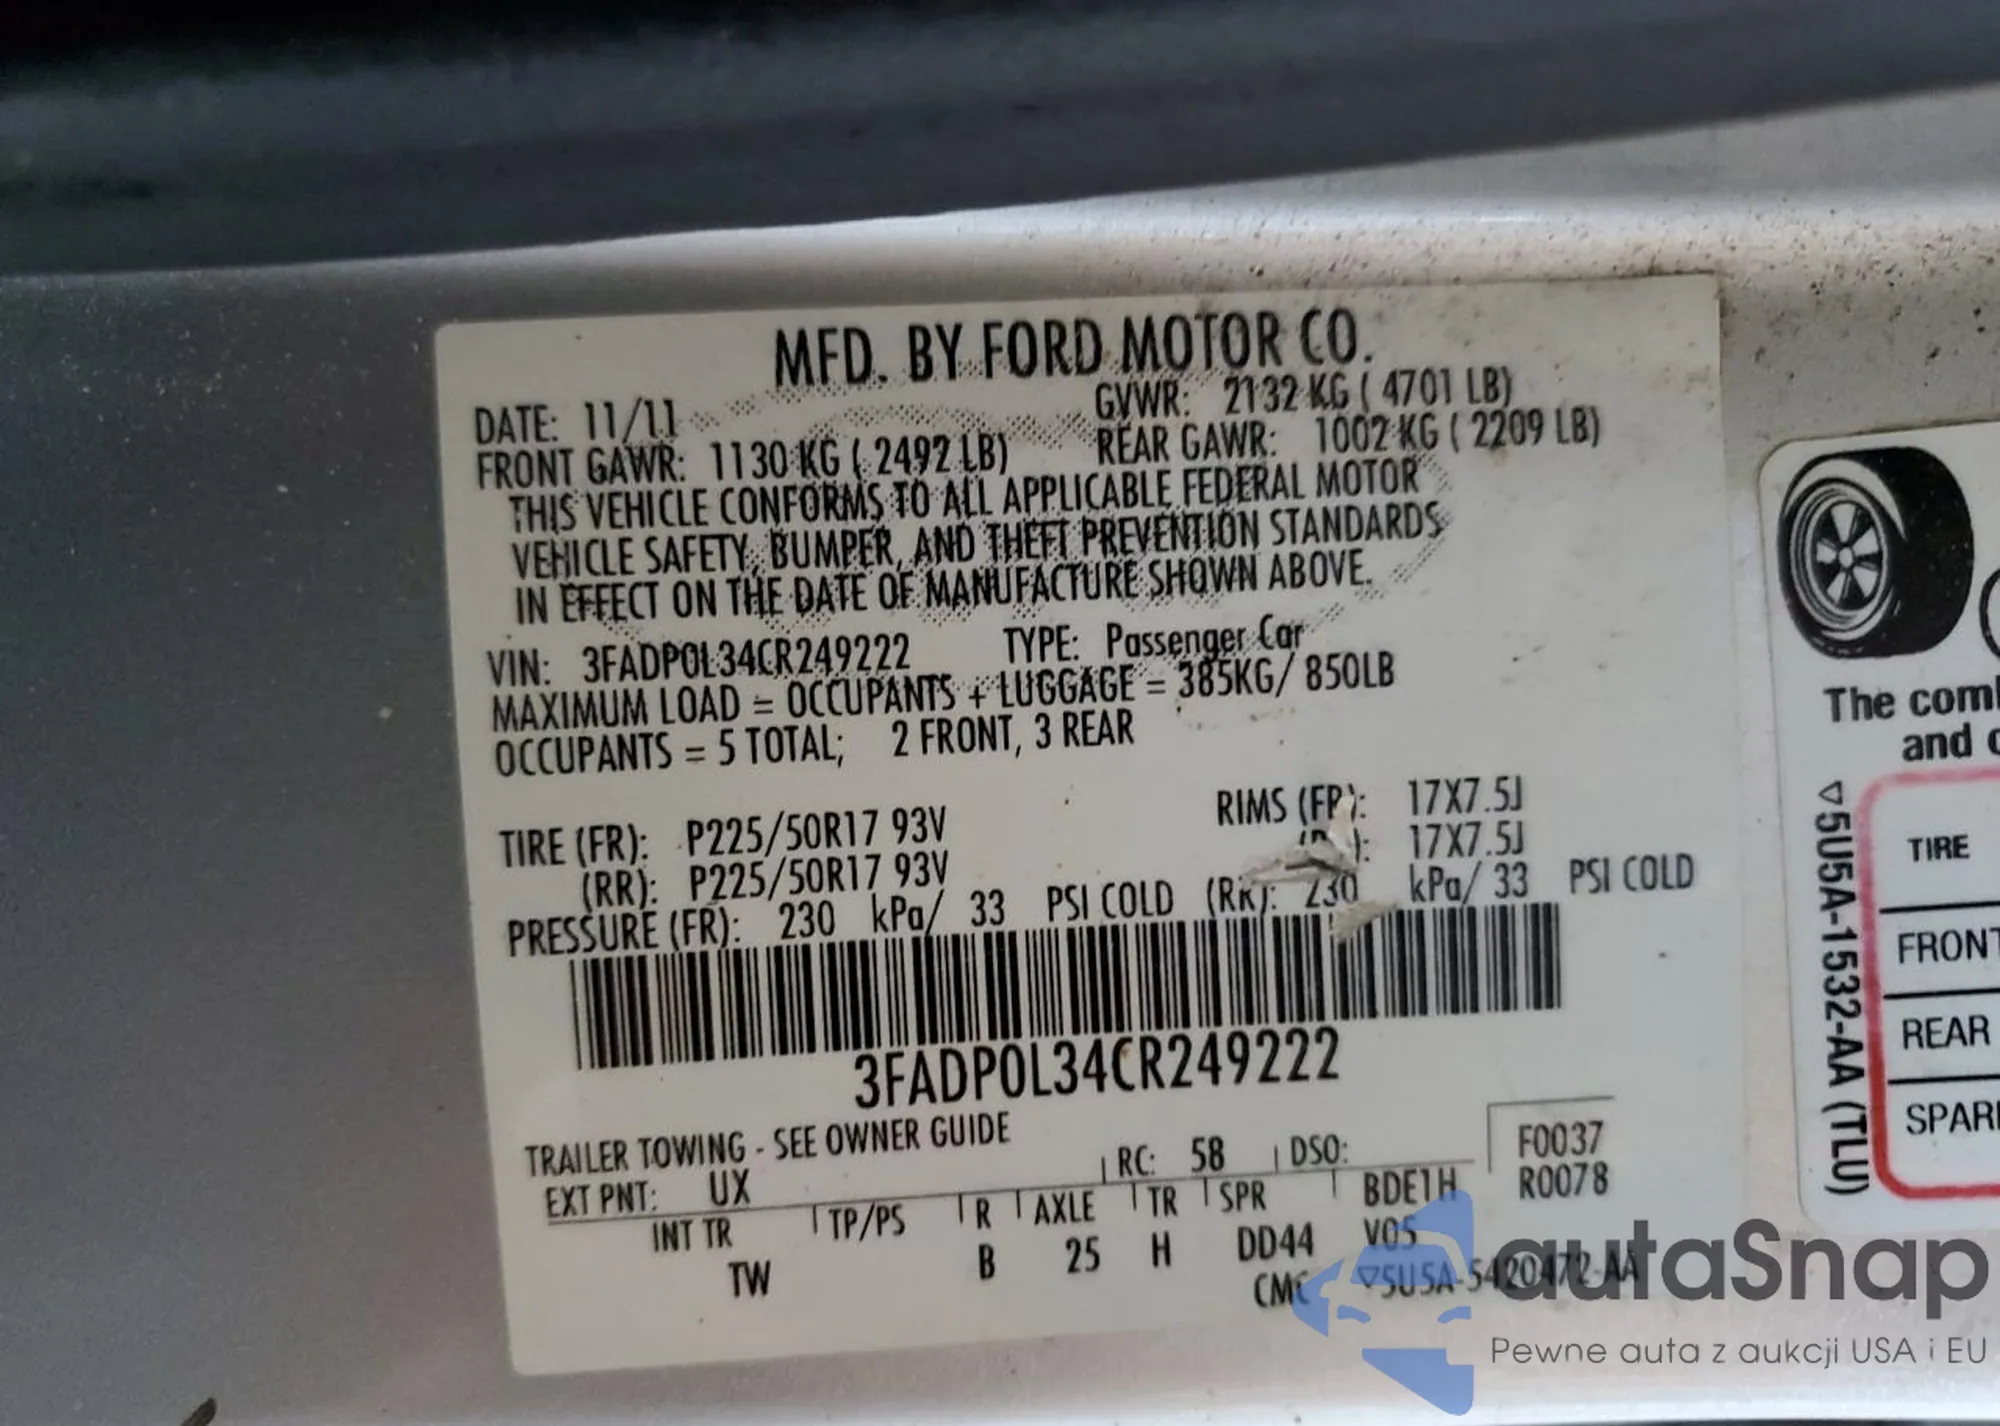 MFD. BY FORD MOTOR CO.
DATE: 11/11 GVWR: 2132 KG ( 4701 LB)
FRONT GAWR: 1130 KG ( 2492 LB) REAR GAWR: 1002 KG ( 2209 LB)
THIS VEHICLE CONFORMS TO ALL APPLICABLE FEDERAL MOTOR
VEHICLE SAFETY, BUMPER, AND THEFT PREVENTION STANDARDS
IN EFFECT ON THE DATE OF MANUFACTURE SHOWN ABOVE.
VIN: 3FADP0L34CR249222 TYPE: Passenger Car
MAXIMUM LOAD = OCCUPANTS + LUGGAGE = 385KG/ 850LB
OCCUPANTS = 5 TOTAL; 2 FRONT, 3 REAR
TIRE (FR): P225/50R17 93V RIMS (FR): 17X7.5J
(RR): P225/50R17 93V 17X7.5J
PRESSURE (FR): 230 kPa/ 33 PSI COLD (RR): 230 kPa/ 33 PSI COLD
3FADP0L34CR249222
TRAILER TOWING - SEE OWNER GUIDE
EXT PNT: UX RC: 58 DSO: F0037
R0078
INT TR TP/PS R AXLE TR SPR BDE1H
TW B 25 H DD44 V05
CMC ▽5U5A-5420472-AA
The com
and
▽5U5A-1532-AA (TLU)
TIRE
FRONT
REAR
SPAR
autaSnap
Pewne auta z aukcji USA i EU